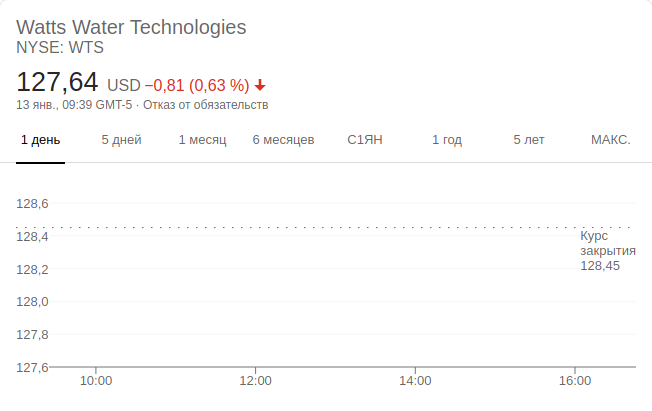 Watts Water Technologies
NYSE: WTS
127,64 USD −0,81 (0,63 %)
13 янв., 09:39 GMT-5 · Отказ от обязательств
1 день 5 дней 1 месяц 6 месяцев С1ЯН 1 год 5 лет МАКС.
128,6
128,4
128,2
128,0
127,8
127,6
Курс
закрытия
128,45
10:00 12:00 14:00 16:00